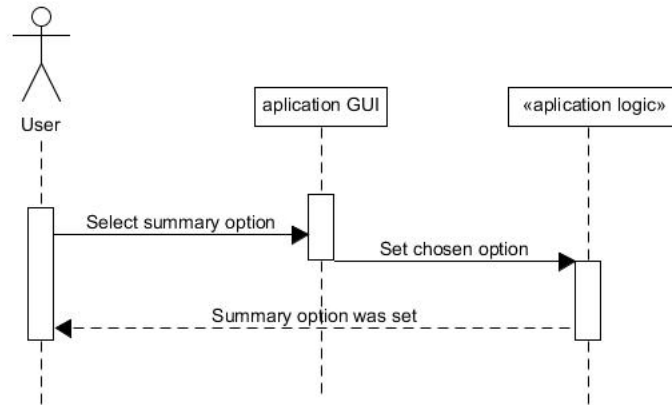 User
aplication GUI
«aplication logic»
Select summary option
Set chosen option
Summary option was set